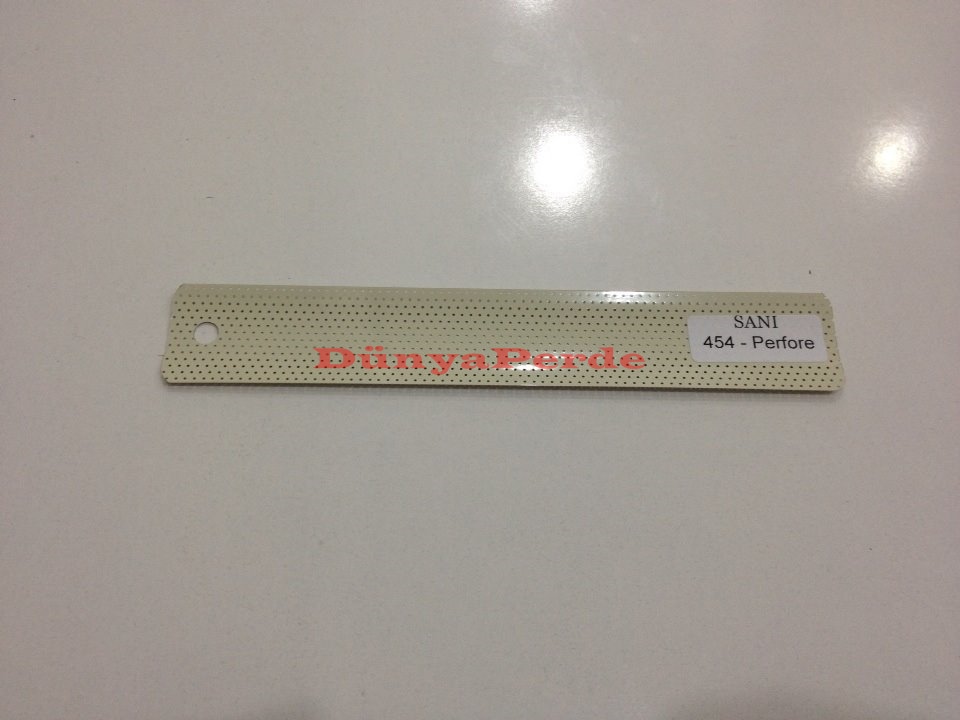 SANI
454 - Perfore
DünyaPerde